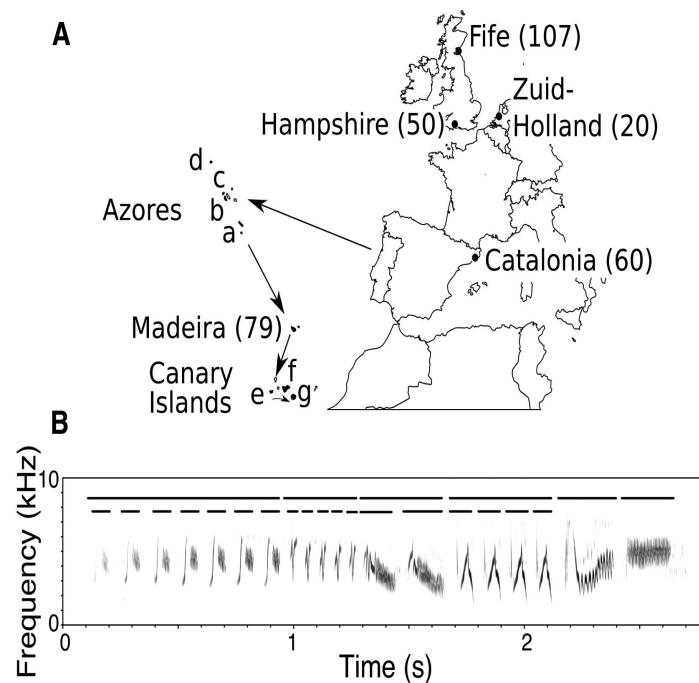 A
Fife (107)
Zuid-
Holland (20)
Hampshire (50)
d
c
Azores
b
a
Catalonia (60)
Madeira (79)
Canary
Islands
f
e
g
B
Frequency (kHz)
10
0
0
1
2
Time (s)